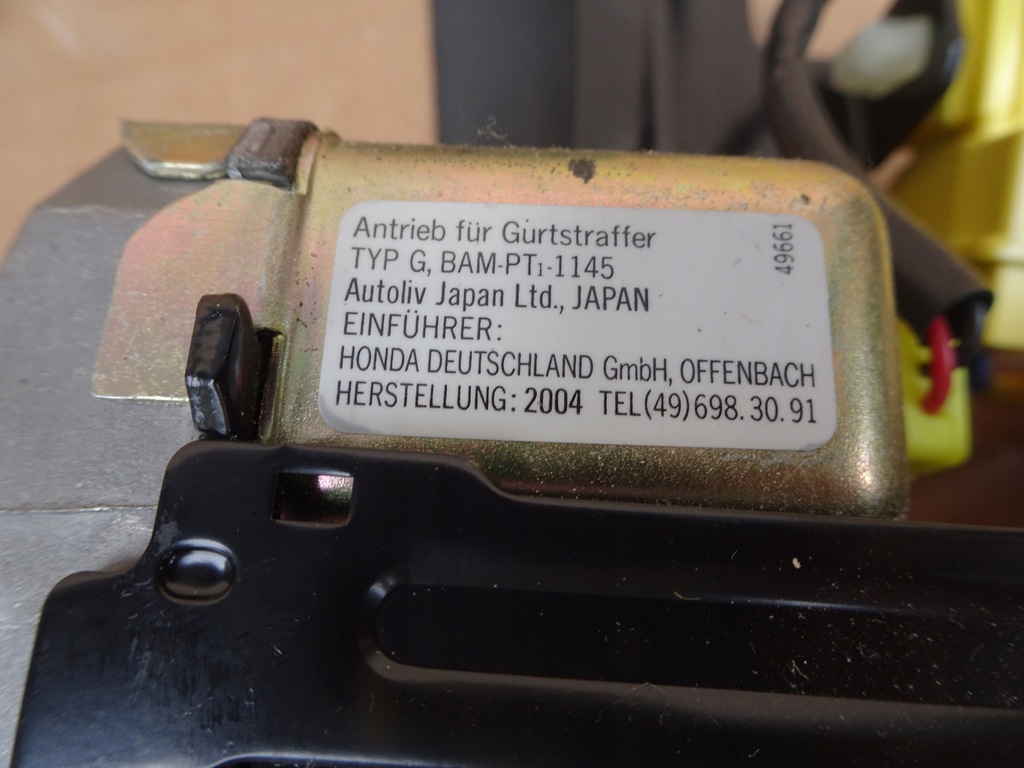 Antrieb für Gurtstraffer
TYP G, BAM-PT1-1145
Autoliv Japan Ltd., JAPAN
EINFÜHRER:
HONDA DEUTSCHLAND GmbH, OFFENBACH
HERSTELLUNG: 2004 TEL(49)698.30.91
49661